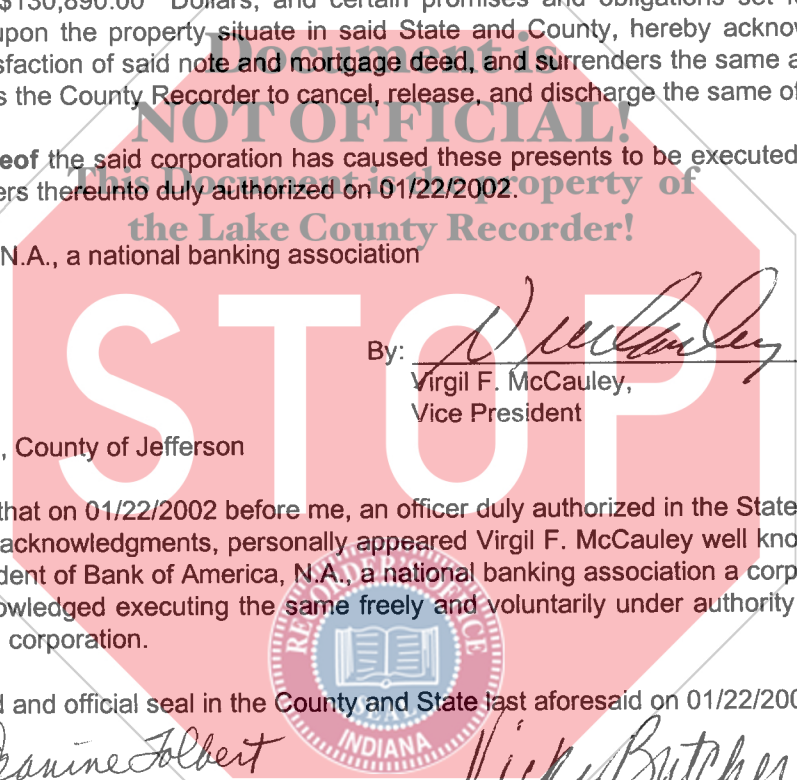 $130,890.00 Dollars, and certain promises and obligations set
upon the property situate in said State and County, hereby
Document is
sfaction of said note and mortgage deed, and surrenders the same
s the County Recorder to cancel, release, and discharge the same of
NOT OFFICIAL!
eof the said corporation has caused these presents to be executed
This Document is the property of
ers thereunto duly authorized on 01/22/2002.
the Lake County Recorder!
N.A., a national banking association
STOP
By:
Virgil F. McCauley,
Vice President
, County of Jefferson
that on 01/22/2002 before me, an officer duly authorized in the State
acknowledgments, personally appeared Virgil F. McCauley well
dent of Bank of America, N.A., a national banking association a corp
owledged executing the same freely and voluntarily under authority
corporation.
RECORDER'S OFFICE
SEAL
INDIANA
d and official seal in the County and State last aforesaid on 01/22/200
Jeanine Folbert
Vicky Butcher